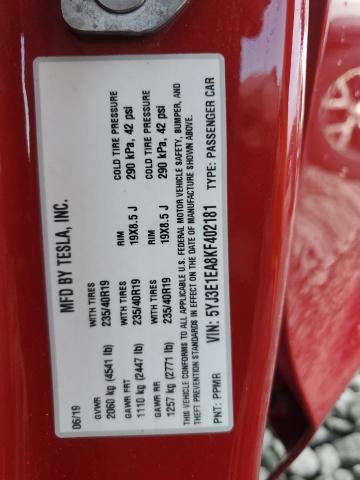 MFD BY TESLA, INC.
06/19
GVWR WITH TIRES RIM COLD TIRE PRESSURE
2060 kg (4541 lb) 235/40R19 19X8.5 J 290 kPa, 42 psi
GAWR FRT WITH TIRES RIM COLD TIRE PRESSURE
1110 kg (2447 lb) 235/40R19 19X8.5 J 290 kPa, 42 psi
GAWR RR WITH TIRES
1257 kg (2771 lb) 235/40R19
THIS VEHICLE CONFORMS TO ALL APPLICABLE U.S. FEDERAL MOTOR VEHICLE SAFETY, BUMPER, AND
THEFT PREVENTION STANDARDS IN EFFECT ON THE DATE OF MANUFACTURE SHOWN ABOVE.
VIN: 5YJ3E1EA8KF402181 TYPE: PASSENGER CAR
PNT: PPMR